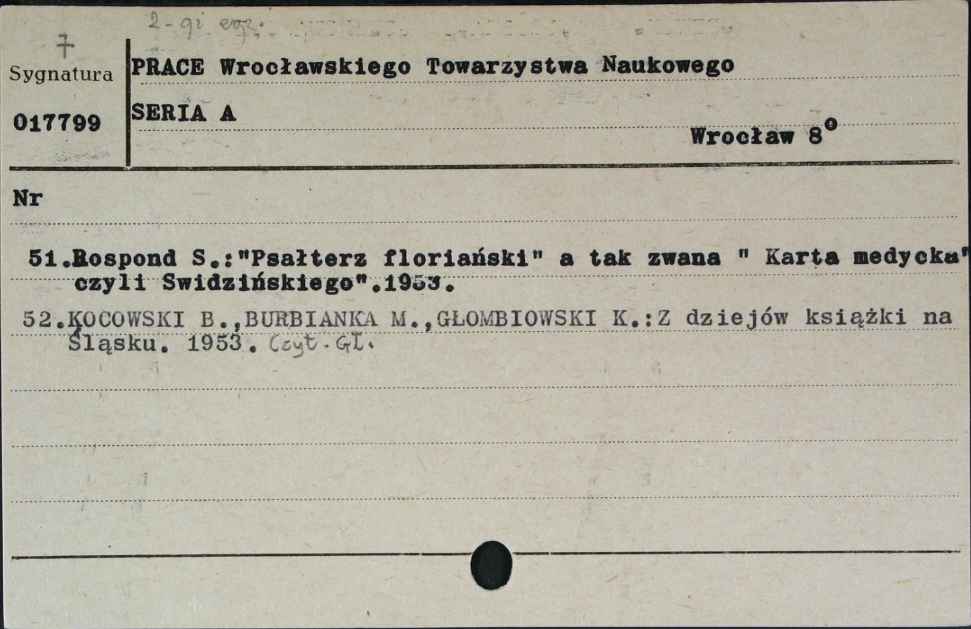 2-gi egz.
7
Sygnatura
017799
PRACE Wrocławskiego Towarzystwa Naukowego
SERIA A
Wrocław 8°
Nr
51.Rospond S.:"Psałterz floriański" a tak zwana " Karta medycka"
czyli Swidzińskiego".1953.
52.KOCOWSKI B.,BURBIANKA M.,GŁOMBIOWSKI K.:Z dziejów książki na
Śląsku. 1953. Czyt. Gł.